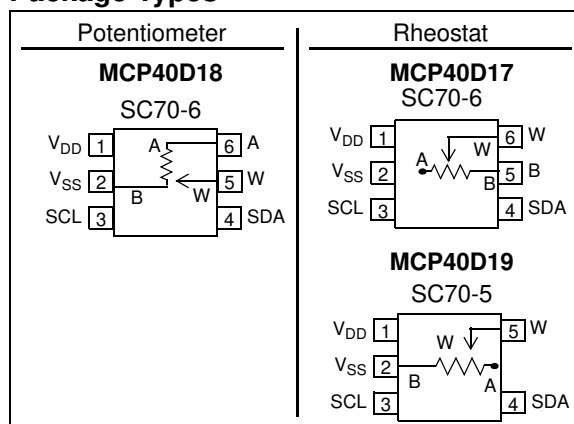 Package Types
Potentiometer
MCP40D18
SC70-6
VDD 1
VSS 2
SCL 3
A
B
W
6 A
5 W
4 SDA
Rheostat
MCP40D17
SC70-6
VDD 1
VSS 2
SCL 3
A
W
B
6 W
5 B
4 SDA
MCP40D19
SC70-5
VDD 1
VSS 2
SCL 3
W
B
A
5 W
4 SDA